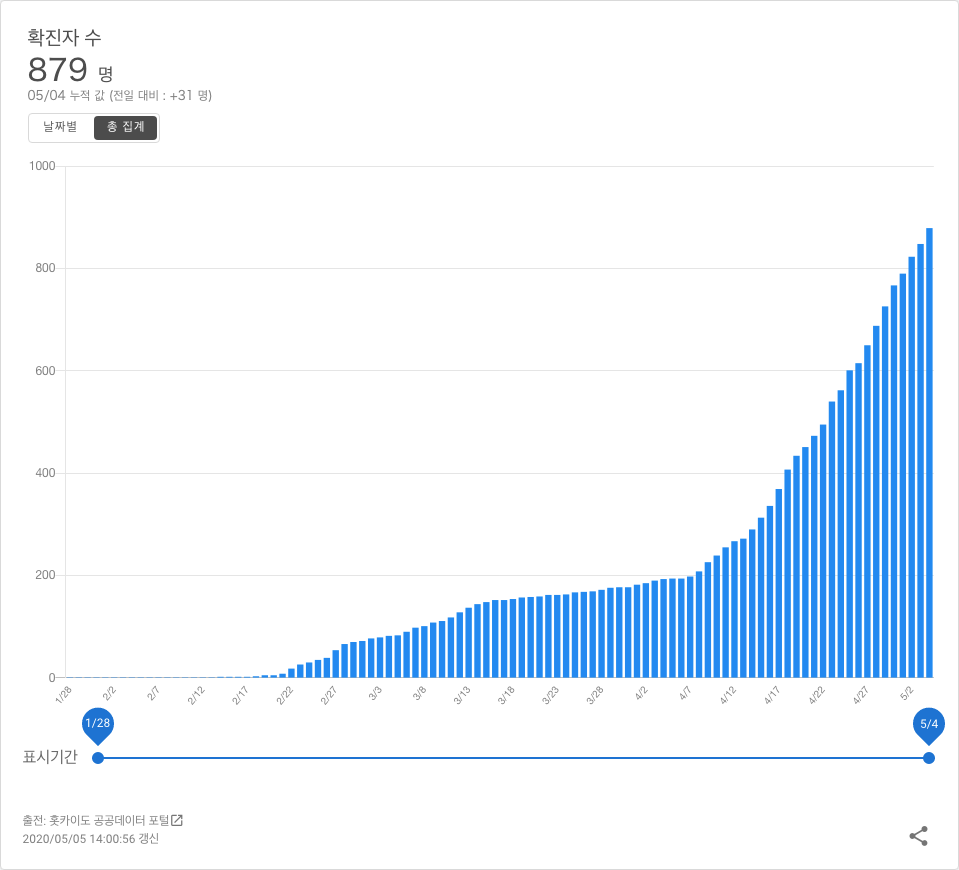 확진자 수
879 명
05/04 누적 값 (전일 대비 : +31 명)
날짜별 총 집계
1000
800
600
400
200
0
1/28 2/2 2/7 2/12 2/17 2/22 2/27 3/3 3/8 3/13 3/18 3/23 3/28 4/2 4/7 4/12 4/17 4/22 4/27 5/2
1/28 5/4
표시기간
출전: 홋카이도 공공데이터 포털
2020/05/05 14:00:56 갱신